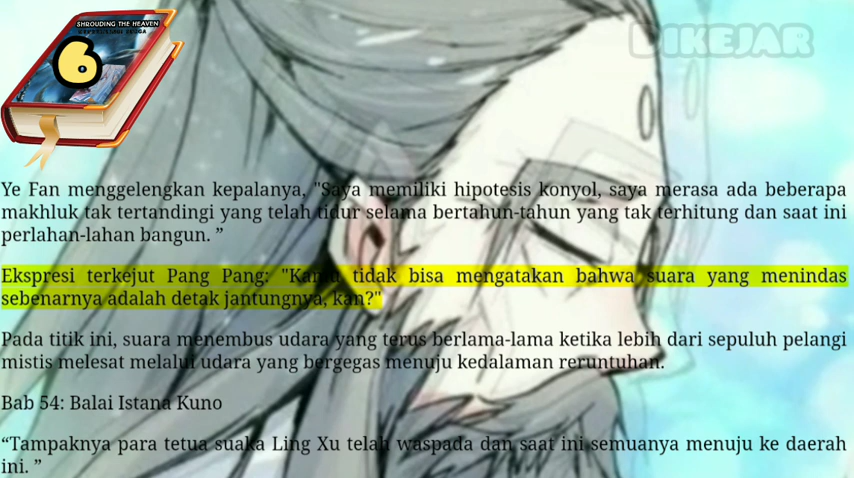 SHROUDING THE HEAVEN
6
DIKEJAR
Ye Fan menggelengkan kepalanya, "Saya memiliki hipotesis konyol, saya merasa ada beberapa
makhluk tak tertandingi yang telah tidur selama bertahun-tahun yang tak terhitung dan saat ini
perlahan-lahan bangun. ”
Ekspresi terkejut Pang Pang: "Kamu tidak bisa mengatakan bahwa suara yang menindas
sebenarnya adalah detak jantungnya, kan?"
Pada titik ini, suara menembus udara yang terus berlama-lama ketika lebih dari sepuluh pelangi
mistis melesat melalui udara yang bergegas menuju kedalaman reruntuhan.
Bab 54: Balai Istana Kuno
“Tampaknya para tetua suaka Ling Xu telah waspada dan saat ini semuanya menuju ke daerah
ini. ”